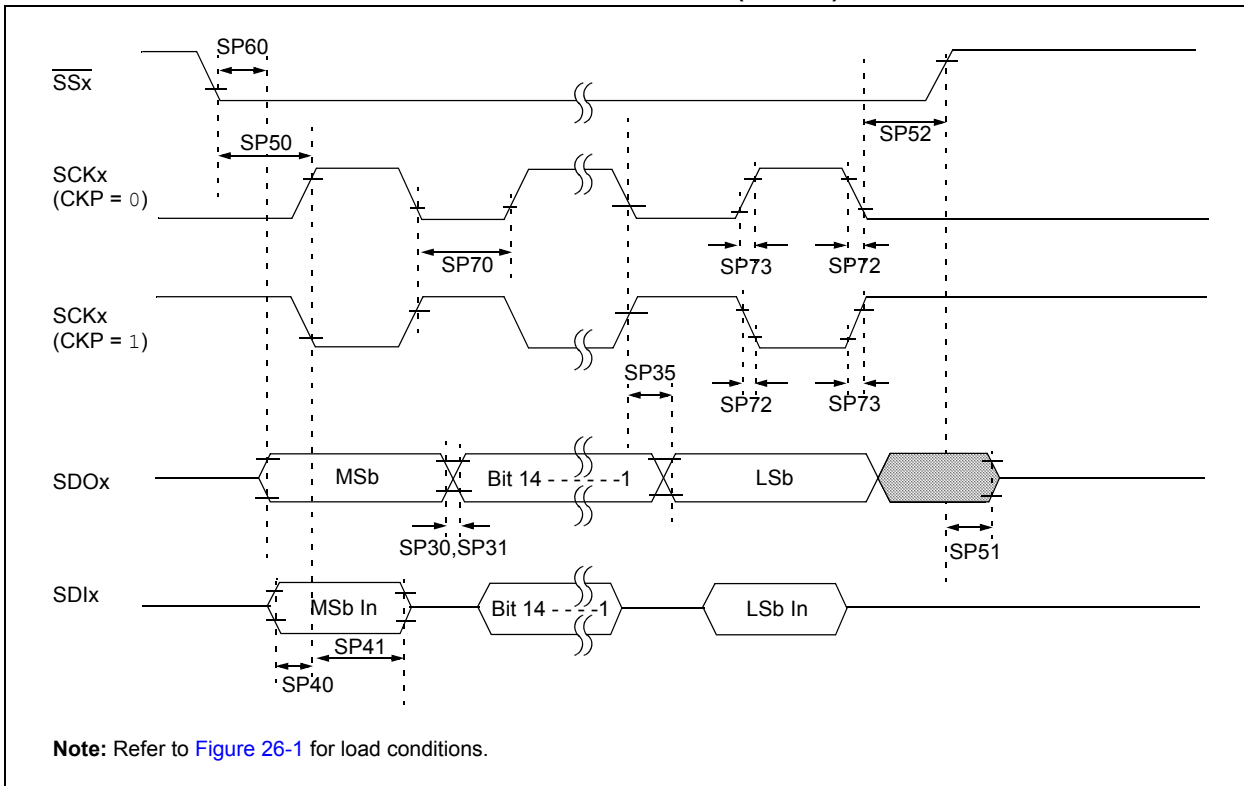 SP60
SSx
SP50
SP52
SCKx
(CKP = 0)
SP70
SP73
SP72
SCKx
(CKP = 1)
SP35
SP72
SP73
SDOx
MSb
Bit 14 - - - - - -1
LSb
SP30,SP31
SP51
SDIx
MSb In
Bit 14 - - - -1
LSb In
SP41
SP40
Note: Refer to Figure 26-1 for load conditions.